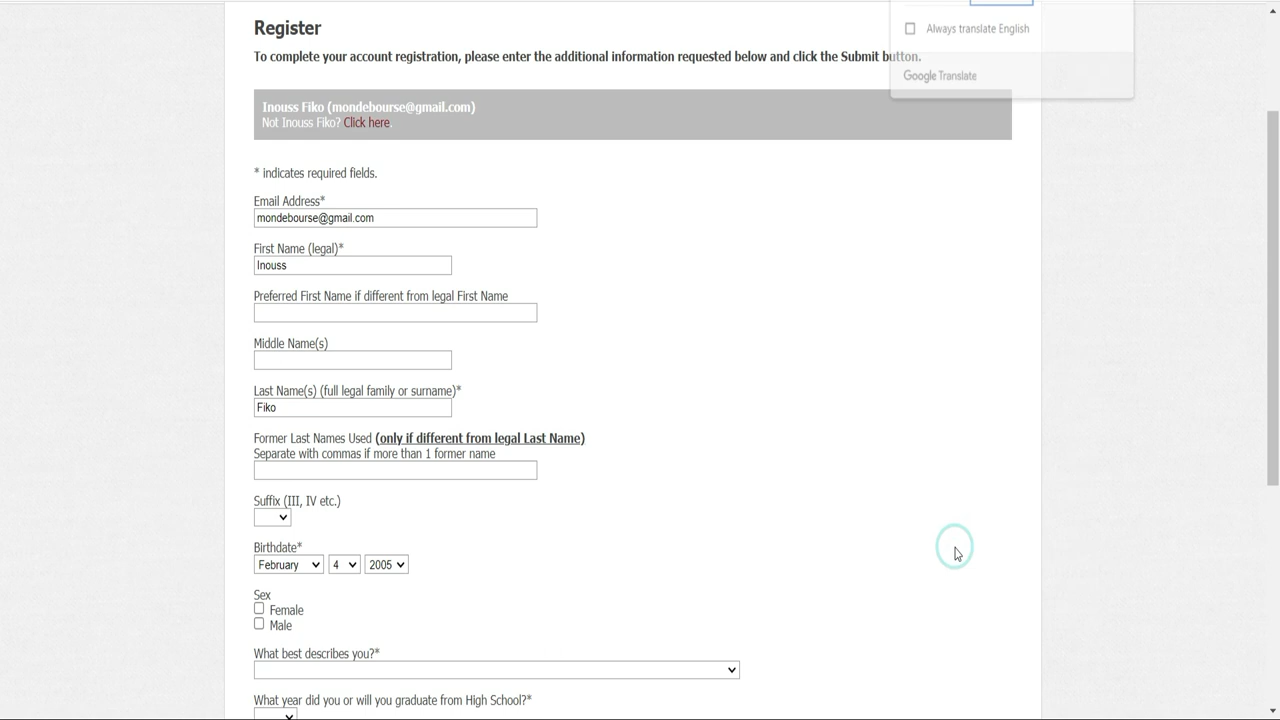 Register
Always translate English
To complete your account registration, please enter the additional information requested below and click the Submit button.
Google Translate
Inouss Fiko (mondebourse@gmail.com)
Not Inouss Fiko? Click here
* indicates required fields.
Email Address*
mondebourse@gmail.com
First Name (legal)*
Inouss
Preferred First Name if different from legal First Name
Middle Name(s)
Last Name(s) (full legal family or surname)*
Fiko
Former Last Names Used (only if different from legal Last Name)
Separate with commas if more than 1 former name
Suffix (III, IV etc.)
Birthdate*
February 4 2005
Sex
Female
Male
What best describes you?*
What year did you or will you graduate from High School?*